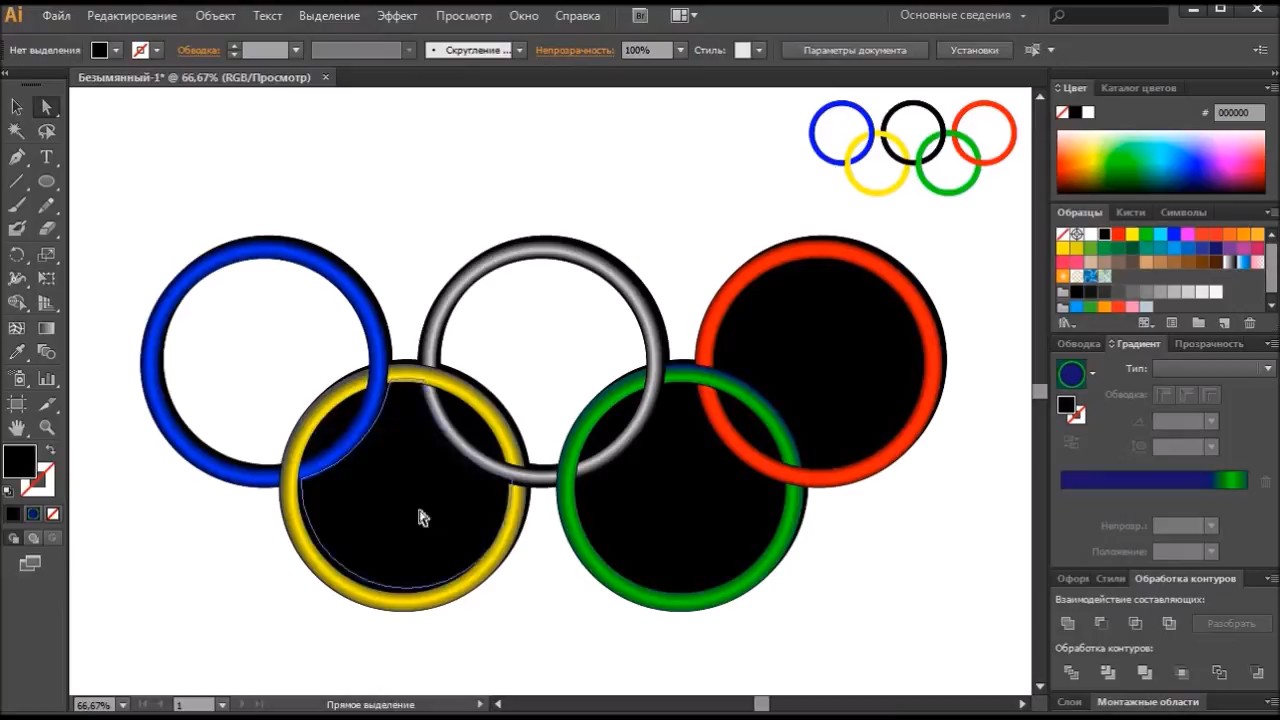 Ai Файл Редактирование Объект Текст Выделение Эффект Просмотр Окно Справка Br Основные сведения
Нет выделения Обводка: Скругление ... Непрозрачность: 100% Стиль: Параметры документа Установки
Безымянный-1* @ 66,67% (RGB/Просмотр) ×
Цвет Каталог цветов
# 000000
Образцы Кисти Символы
Обводка Градиент Прозрачность
Тип:
Обводка:
Непрозр.:
Положение:
Оформ Стили Обработка контуров
Взаимодействие составляющих:
Разобрать
Обработка контуров:
66,67% 1 Прямое выделение Слои Монтажные области